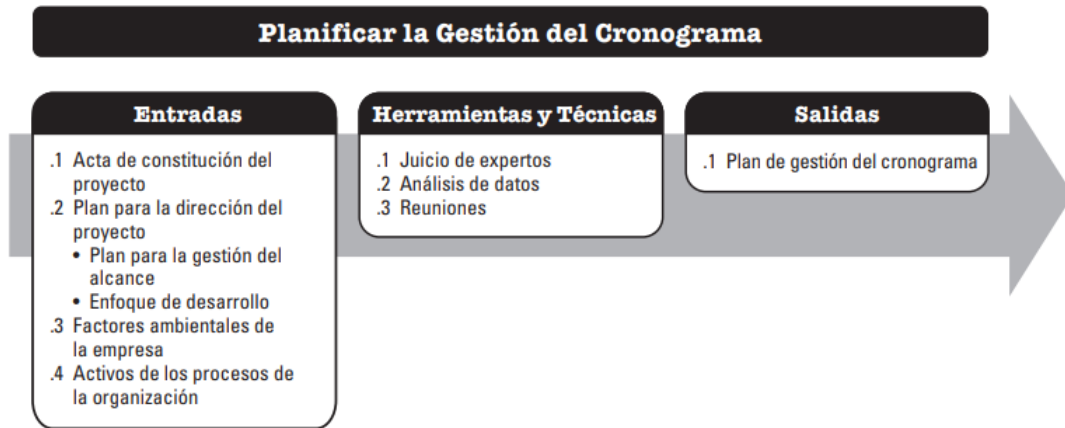 Planificar la Gestión del Cronograma
Entradas
.1 Acta de constitución del
proyecto
.2 Plan para la dirección del
proyecto
• Plan para la gestión del
alcance
• Enfoque de desarrollo
.3 Factores ambientales de
la empresa
.4 Activos de los procesos de
la organización
Herramientas y Técnicas
.1 Juicio de expertos
.2 Análisis de datos
.3 Reuniones
Salidas
.1 Plan de gestión del cronograma